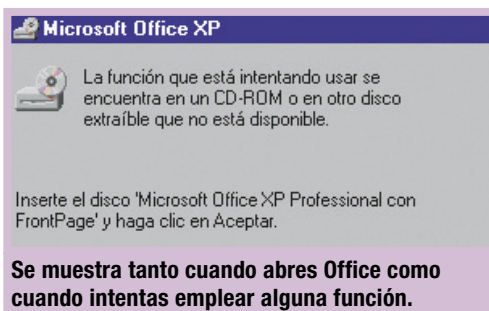 Microsoft Office XP
La función que está intentando usar se
encuentra en un CD-ROM o en otro disco
extraíble que no está disponible.
Inserte el disco 'Microsoft Office XP Professional con
FrontPage' y haga clic en Aceptar.
Se muestra tanto cuando abres Office como
cuando intentas emplear alguna función.